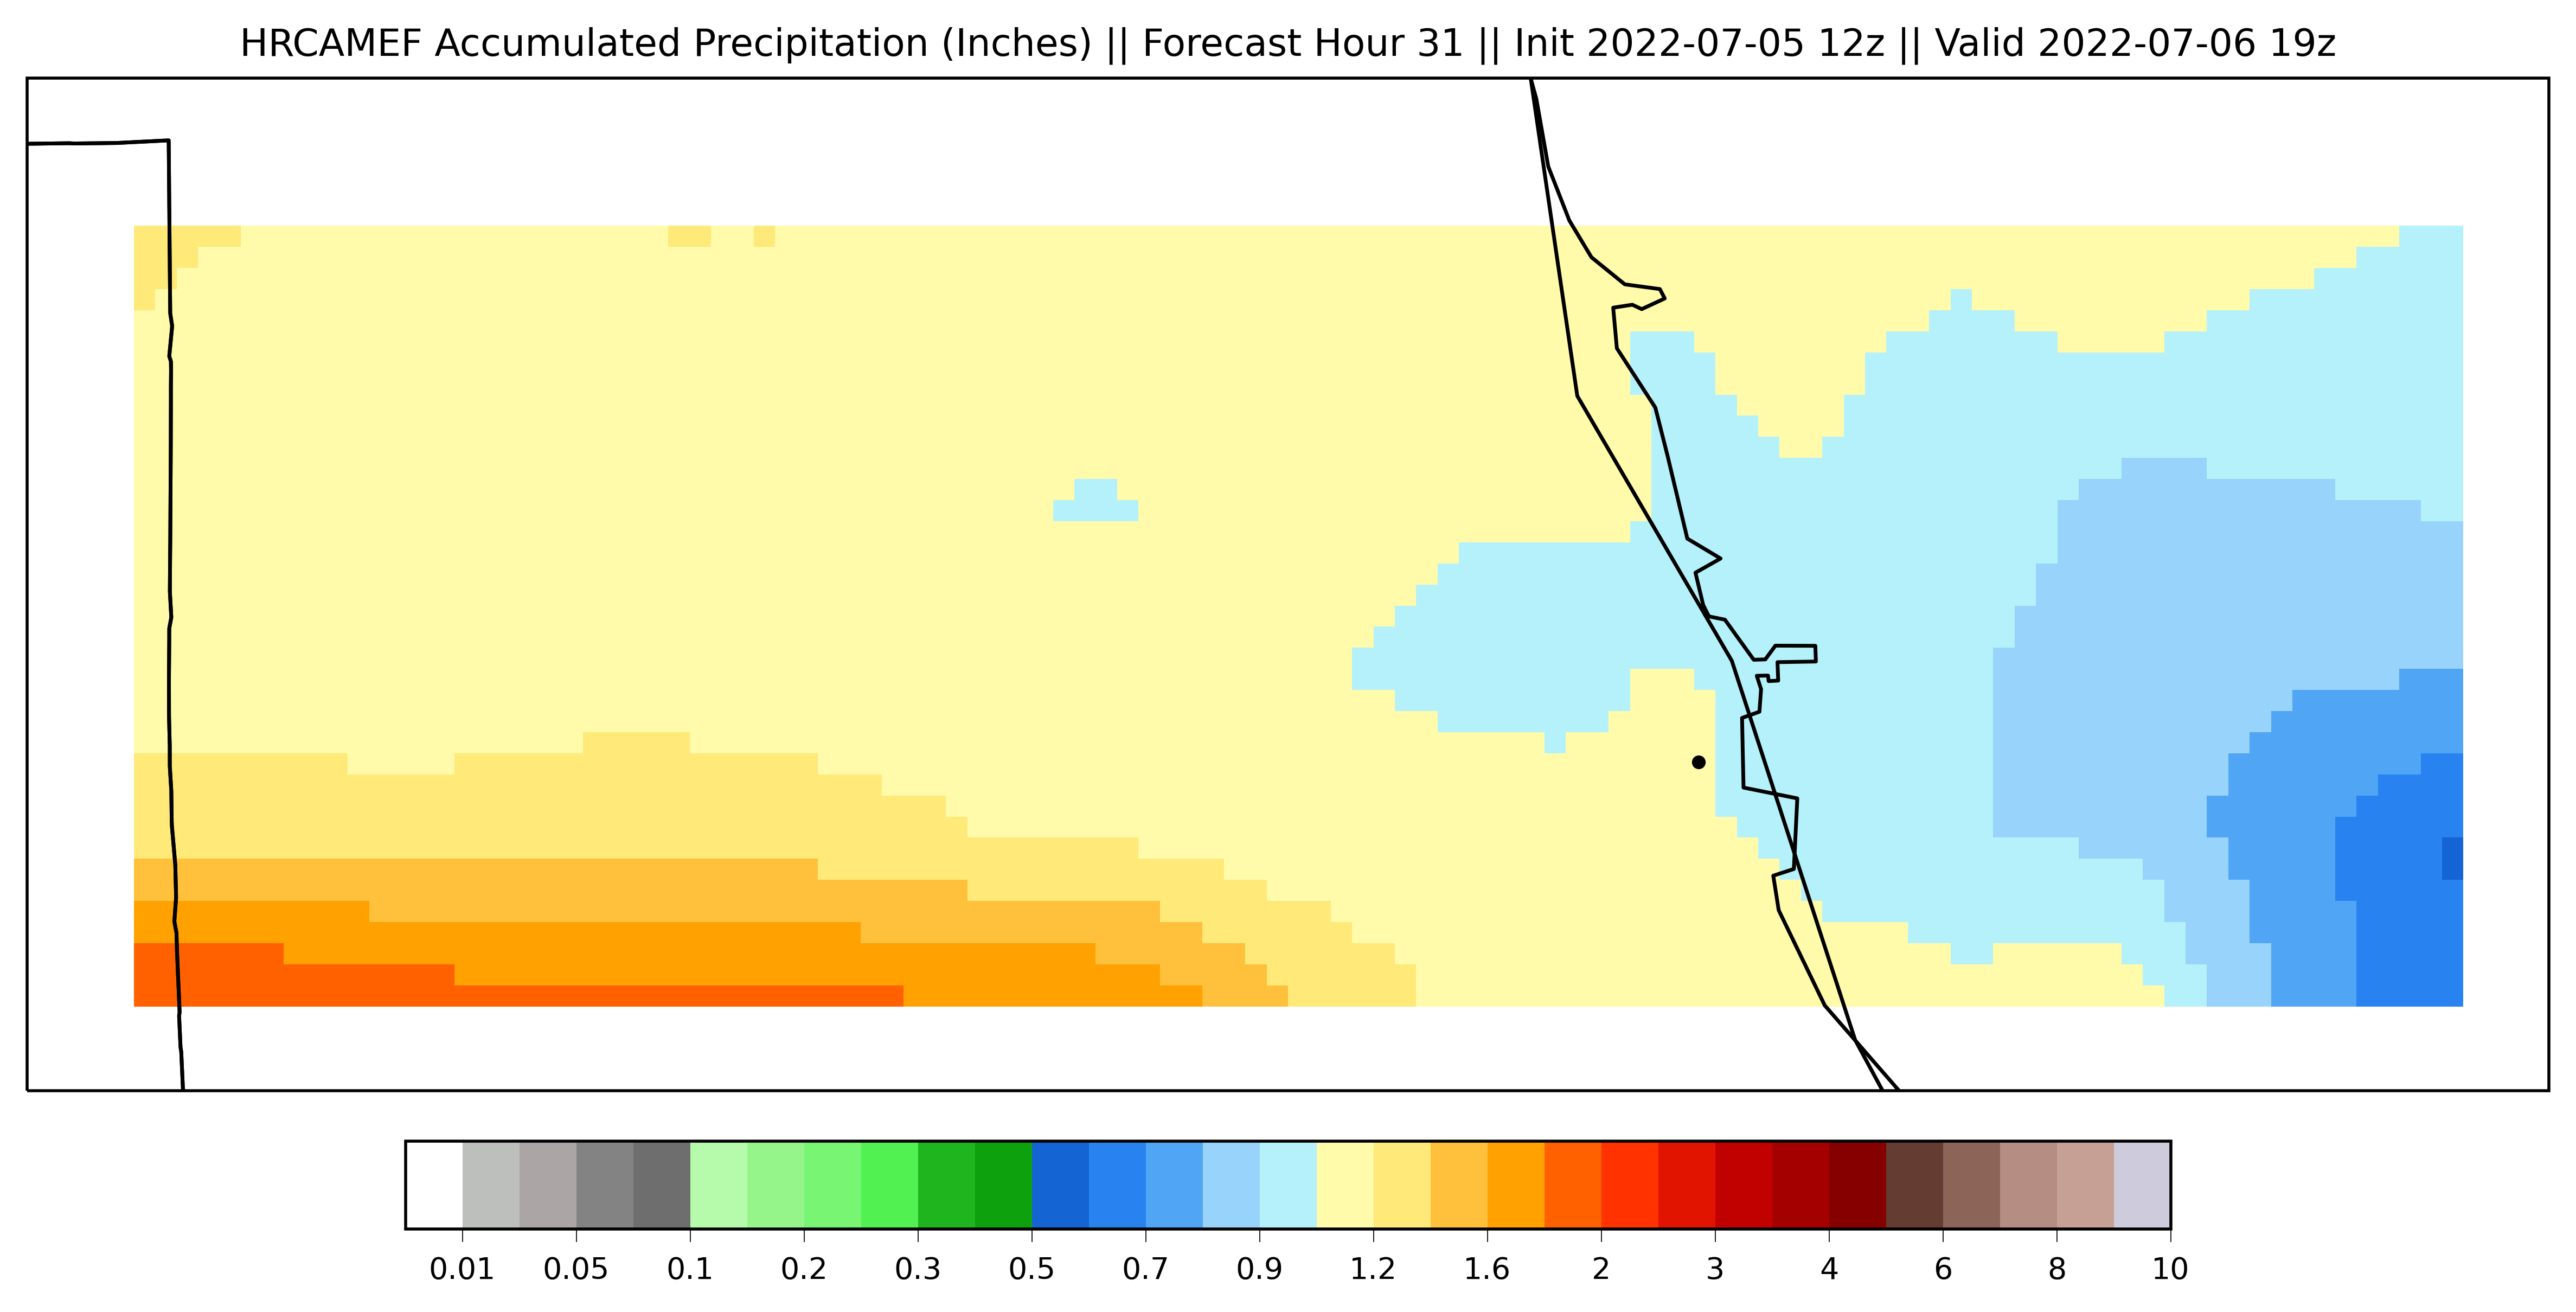 HRCAMEF Accumulated Precipitation (Inches) || Forecast Hour 31 || Init 2022-07-05 12z || Valid 2022-07-06 19z
0.01 0.05 0.1 0.2 0.3 0.5 0.7 0.9 1.2 1.6 2 3 4 6 8 10